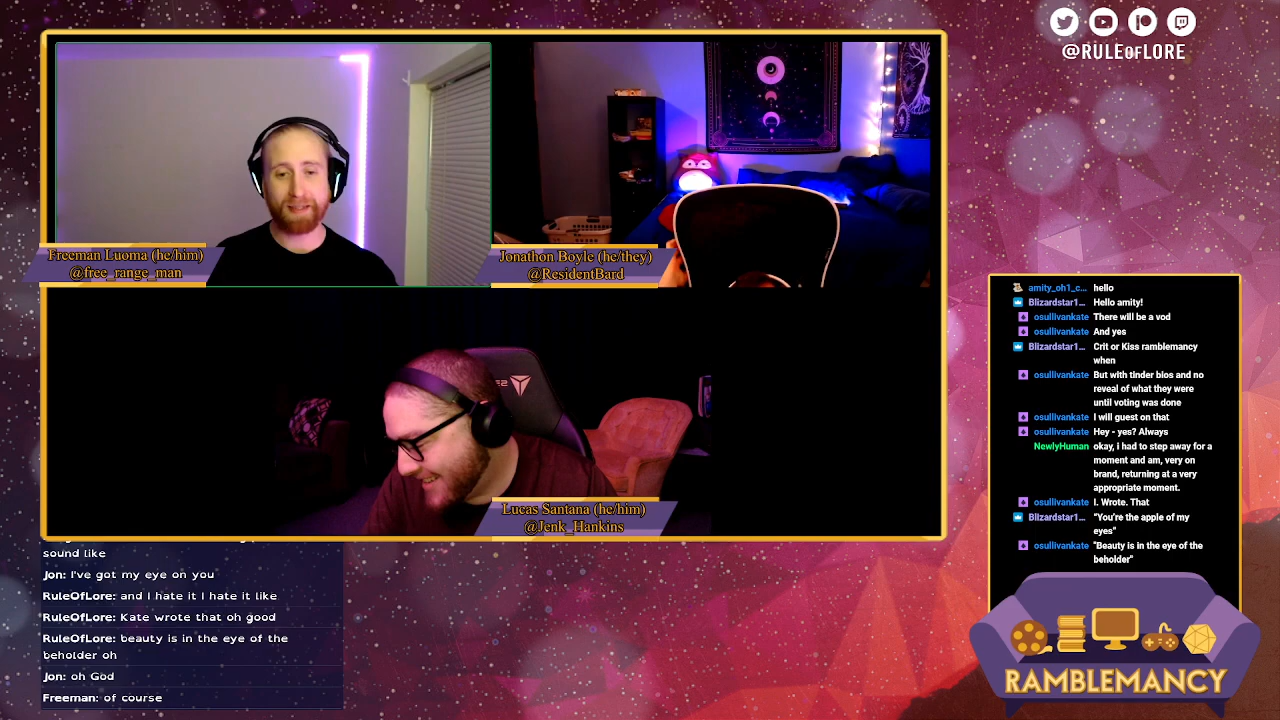 @RULEOFLORE
Freeman Luoma (he/him)
@free_range_man
Jonathon Boyle (he/they)
@ResidentBard
Lucas Santana (he/him)
@Jenk_Hankins
sound like
Jon: I've got my eye on you
RuleOfLore: and I hate it I hate it like
RuleOfLore: Kate wrote that oh good
RuleOfLore: beauty is in the eye of the
beholder oh
Jon: oh God
Freeman: of course
amity_oh1_c... hello
Blizardstar1... Hello amity!
osullivankate There will be a vod
osullivankate And yes
Blizardstar1... Crit or Kiss ramblemancy
when
osullivankate But with tinder bios and no
reveal of what they were
until voting was done
osullivankate I will guest on that
osullivankate Hey - yes? Always
NewlyHuman okay, i had to step away for a
moment and am, very on
brand, returning at a very
appropriate moment.
osullivankate I. Wrote. That
Blizardstar1... "You're the apple of my
eyes"
osullivankate "Beauty is in the eye of the
beholder"
RAMBLEMANCY